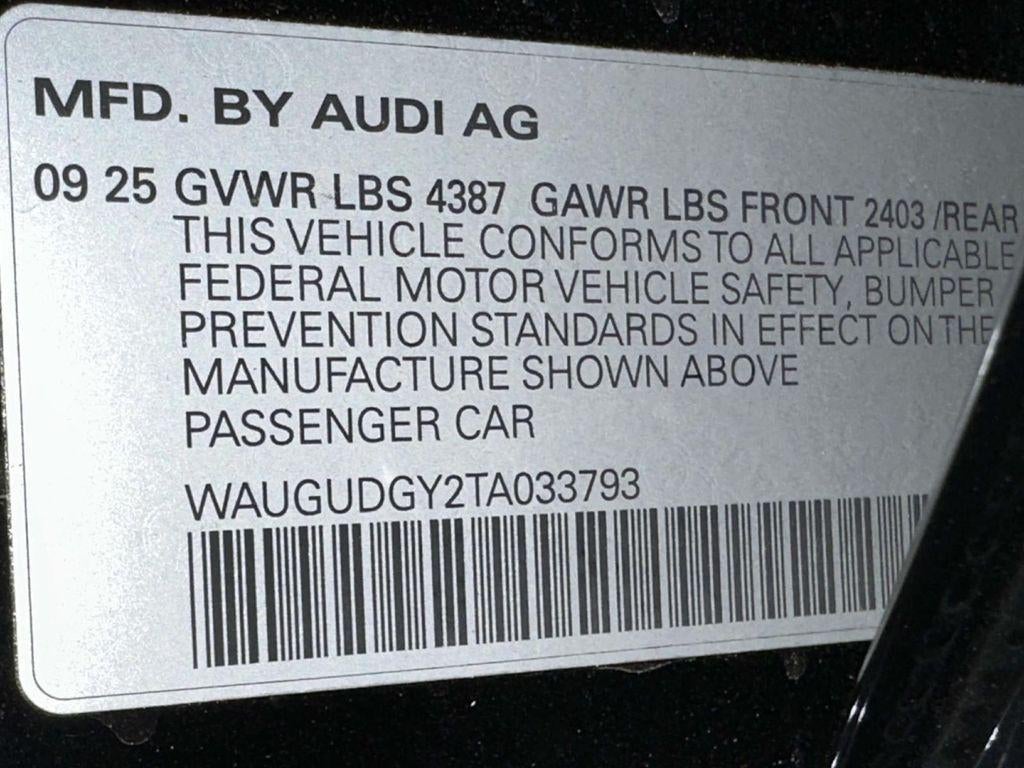 MFD. BY AUDI AG
09 25 GVWR LBS 4387 GAWR LBS FRONT 2403 /REAR
THIS VEHICLE CONFORMS TO ALL APPLICABLE
FEDERAL MOTOR VEHICLE SAFETY, BUMPER
PREVENTION STANDARDS IN EFFECT ON THE
MANUFACTURE SHOWN ABOVE
PASSENGER CAR
WAUGUDGY2TA033793